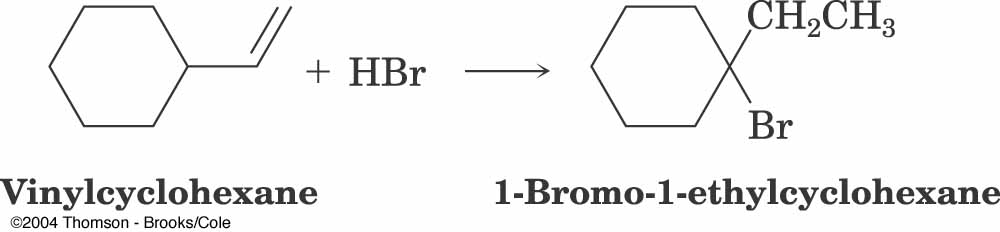 CH₂CH₃
+ HBr
Br
Vinylcyclohexane
1-Bromo-1-ethylcyclohexane
©2004 Thomson - Brooks/Cole